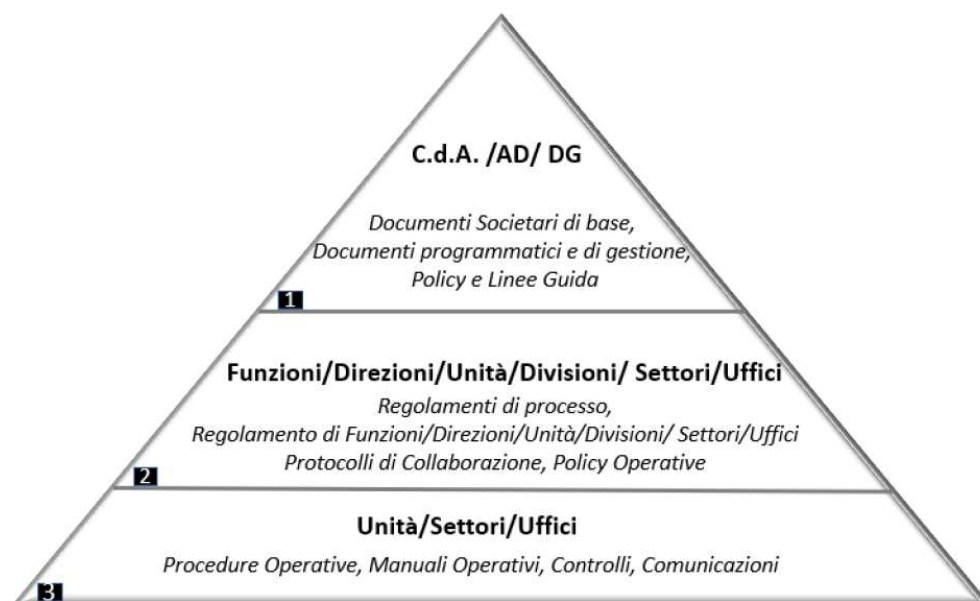 C.d.A. /AD/ DG
Documenti Societari di base,
Documenti programmatici e di gestione,
Policy e Linee Guida
1
Funzioni/Direzioni/Unità/Divisioni/ Settori/Uffici
Regolamenti di processo,
Regolamento di Funzioni/Direzioni/Unità/Divisioni/ Settori/Uffici
Protocolli di Collaborazione, Policy Operative
2
Unità/Settori/Uffici
Procedure Operative, Manuali Operativi, Controlli, Comunicazioni
3